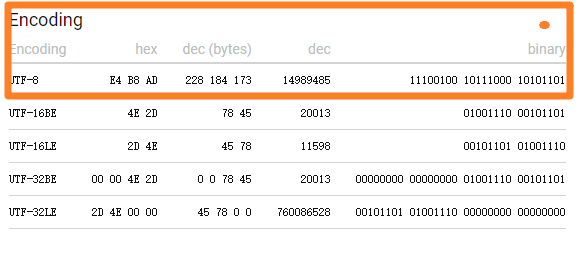 Encoding
Encoding hex dec (bytes) dec binary
UTF-8 E4 B8 AD 228 184 173 14989485 11100100 10111000 10101101
UTF-16BE 4E 2D 78 45 20013 01001110 00101101
UTF-16LE 2D 4E 45 78 11598 00101101 01001110
UTF-32BE 00 00 4E 2D 0 0 78 45 20013 00000000 00000000 01001110 00101101
UTF-32LE 2D 4E 00 00 45 78 0 0 760086528 00101101 01001110 00000000 00000000